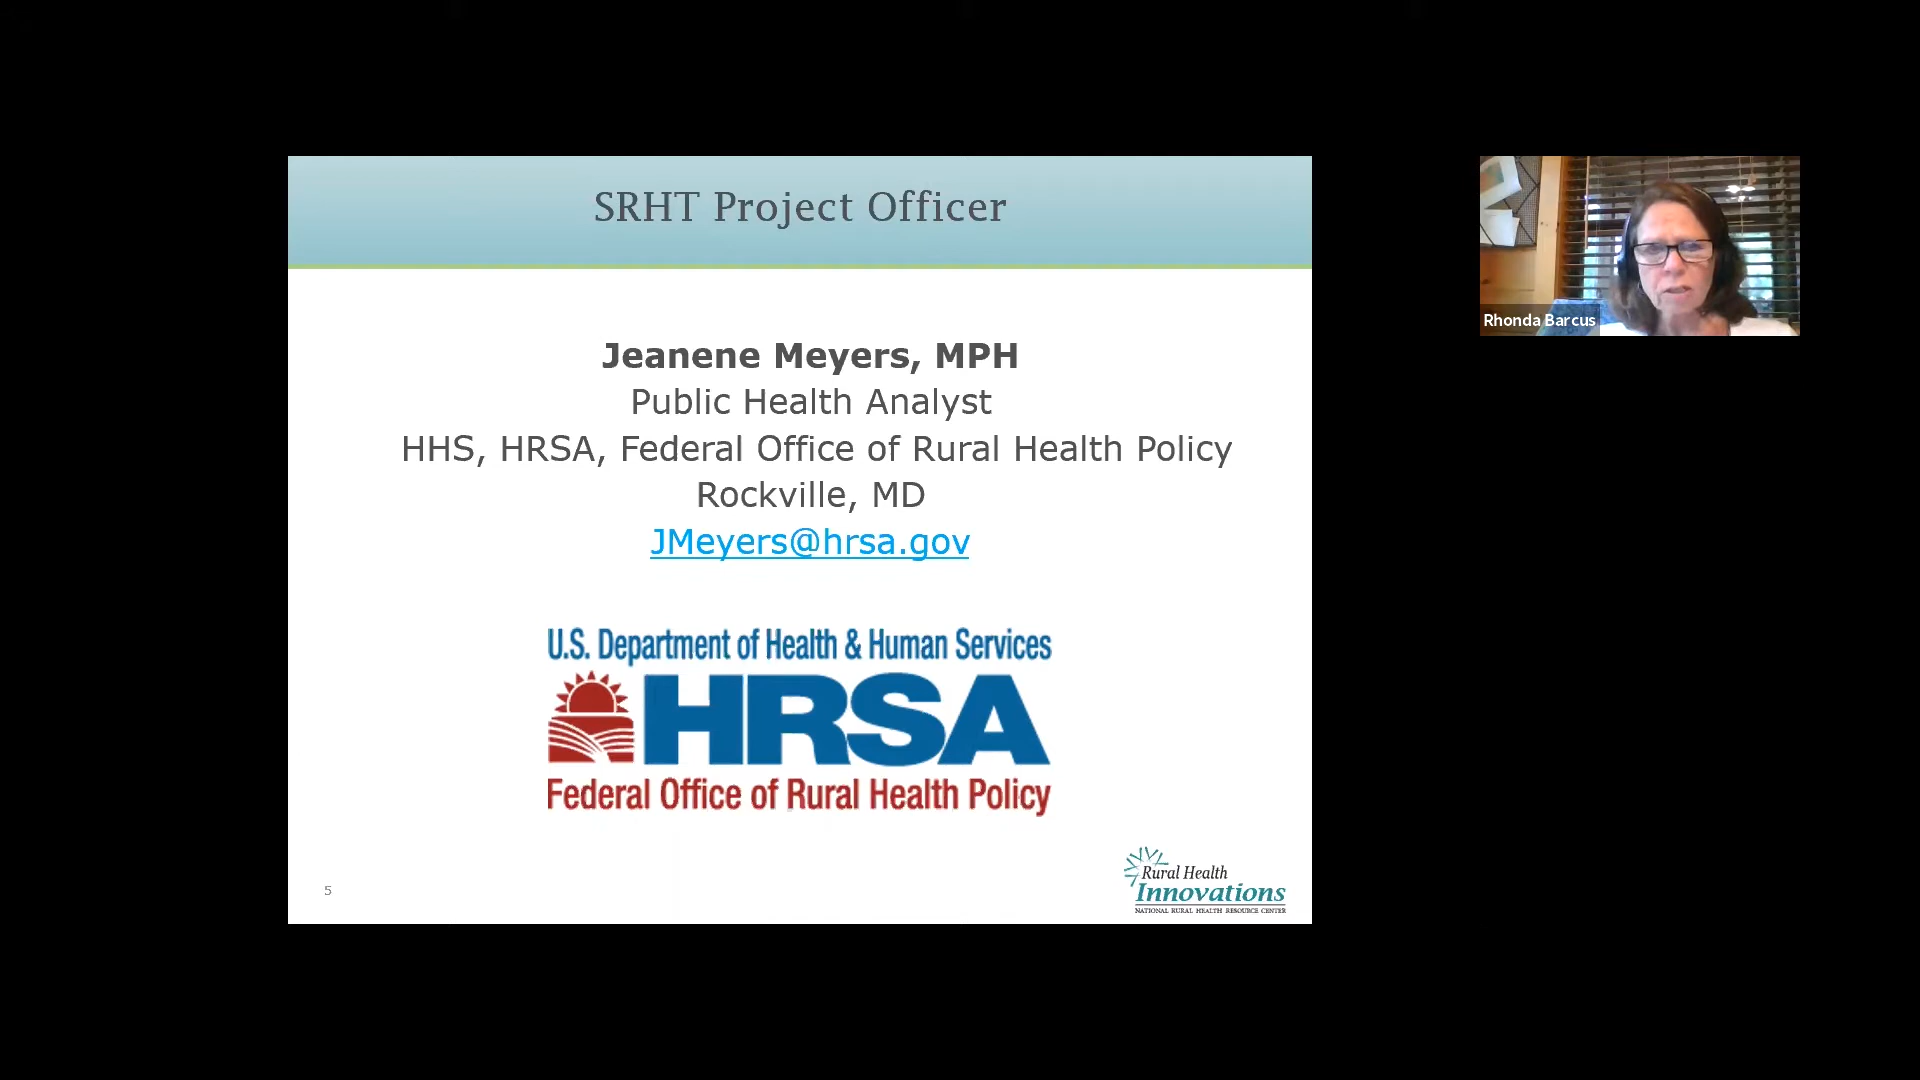 SRHT Project Officer
Jeanene Meyers, MPH
Public Health Analyst
HHS, HRSA, Federal Office of Rural Health Policy
Rockville, MD
JMeyers@hrsa.gov
U.S. Department of Health & Human Services
HRSA
Federal Office of Rural Health Policy
5
Rural Health
Innovations
NATIONAL RURAL HEALTH RESOURCE CENTER
Rhonda Barcus